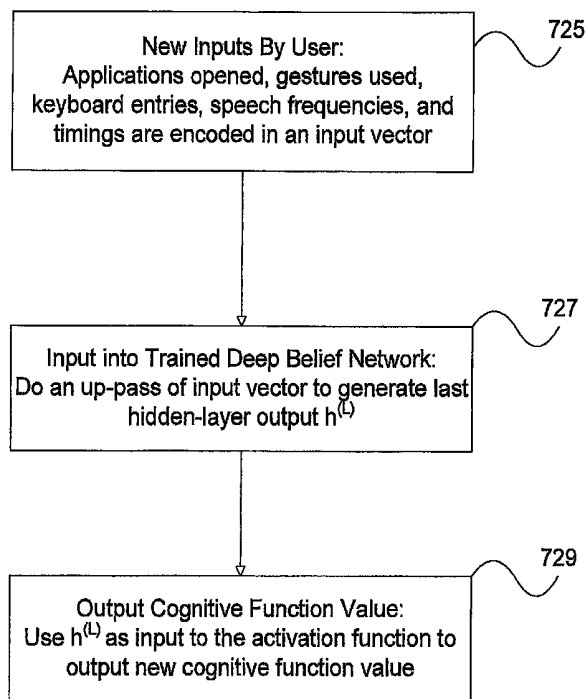 725
New Inputs By User:
Applications opened, gestures used,
keyboard entries, speech frequencies, and
timings are encoded in an input vector
727
Input into Trained Deep Belief Network:
Do an up-pass of input vector to generate last
hidden-layer output h^(L)
729
Output Cognitive Function Value:
Use h^(L) as input to the activation function to
output new cognitive function value